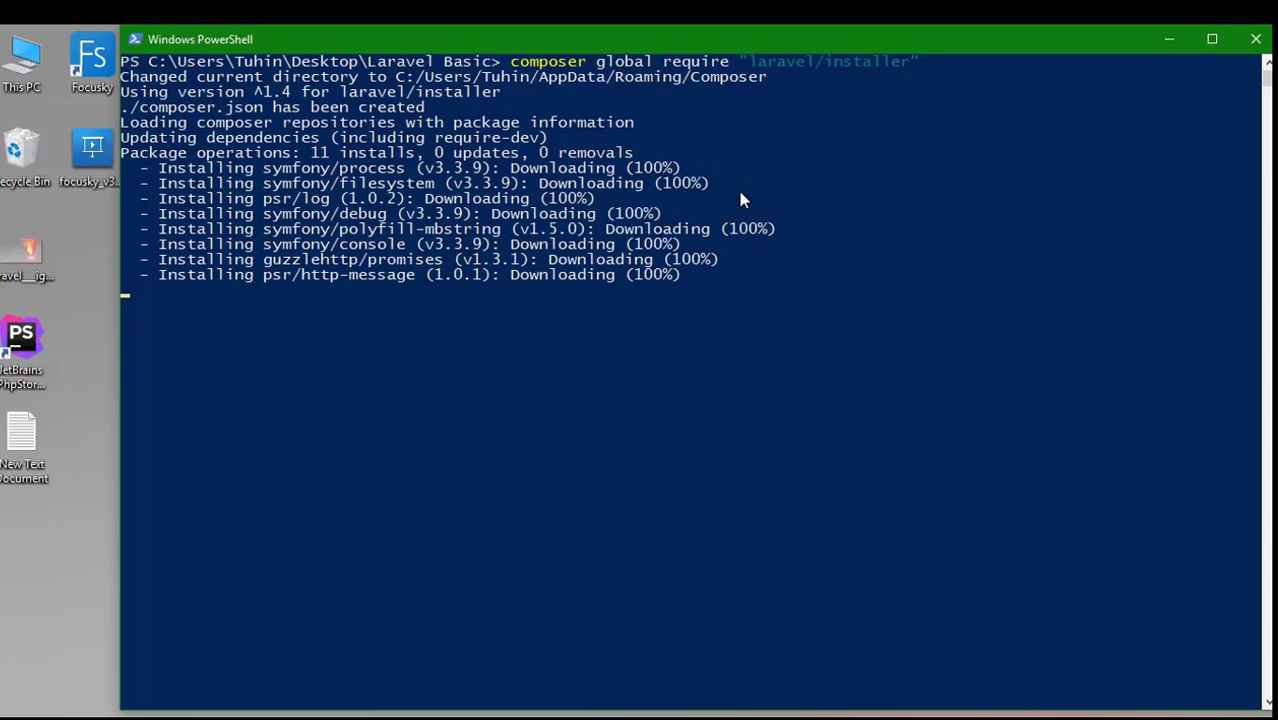 Windows PowerShell
PS C:\Users\Tuhin\Desktop\Laravel Basic> composer global require "laravel/installer"
Changed current directory to C:/Users/Tuhin/AppData/Roaming/Composer
Using version ^1.4 for laravel/installer
./composer.json has been created
Loading composer repositories with package information
Updating dependencies (including require-dev)
Package operations: 11 installs, 0 updates, 0 removals
- Installing symfony/process (v3.3.9): Downloading (100%)
- Installing symfony/filesystem (v3.3.9): Downloading (100%)
- Installing psr/log (1.0.2): Downloading (100%)
- Installing symfony/debug (v3.3.9): Downloading (100%)
- Installing symfony/polyfill-mbstring (v1.5.0): Downloading (100%)
- Installing symfony/console (v3.3.9): Downloading (100%)
- Installing guzzlehttp/promises (v1.3.1): Downloading (100%)
- Installing psr/http-message (1.0.1): Downloading (100%)
This PC
Fs
Focusky
ecycle Bin
focusky_v3...
ravel__ig...
PS
JetBrains
PhpStor...
New Text
Document